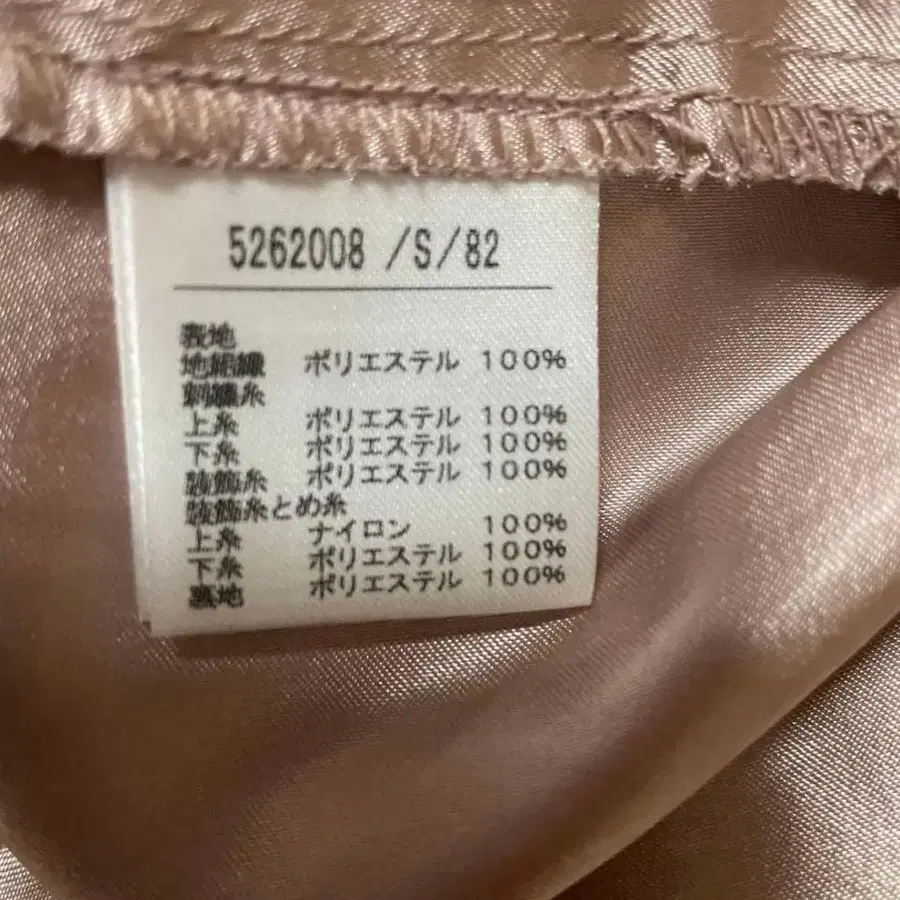 5262008 /S/82
表地
地組織 ポリエステル 100%
刺繍糸
上糸 ポリエステル 100%
下糸 ポリエステル 100%
装飾糸 ポリエステル 100%
装飾糸とめ糸
上糸 ナイロン 100%
下糸 ポリエステル 100%
裏地 ポリエステル 100%